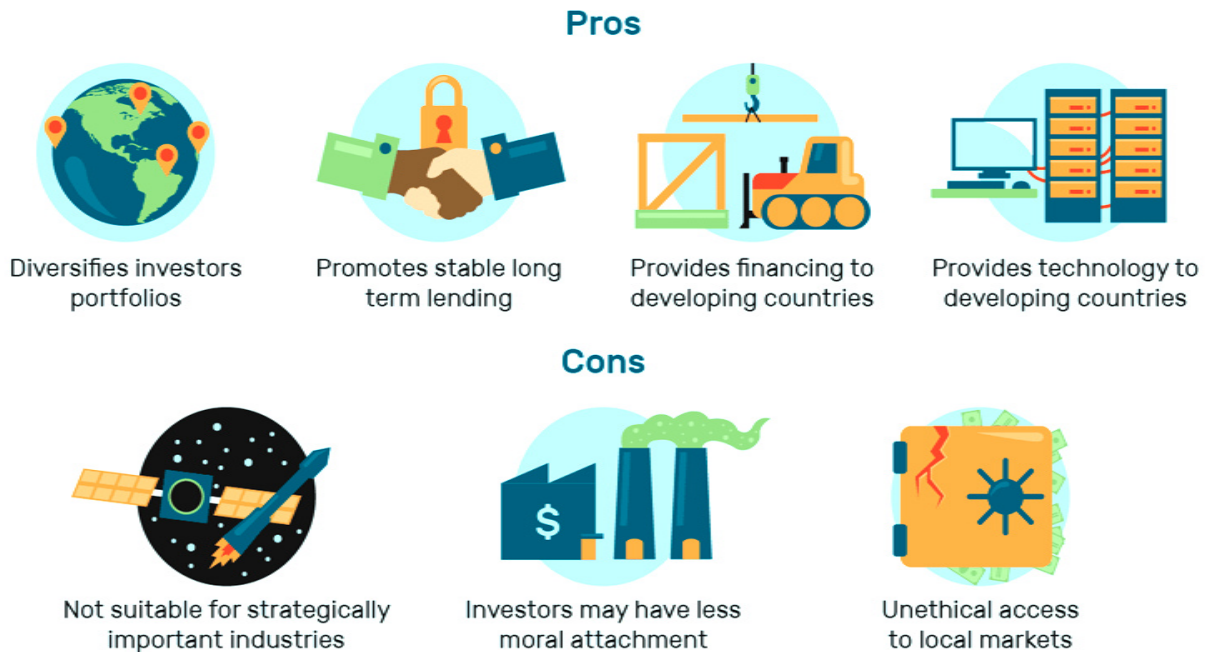 Pros
Diversifies investors
portfolios
Promotes stable long
term lending
Provides financing to
developing countries
Provides technology to
developing countries
Cons
$
Not suitable for strategically
important industries
Investors may have less
moral attachment
Unethical access
to local markets